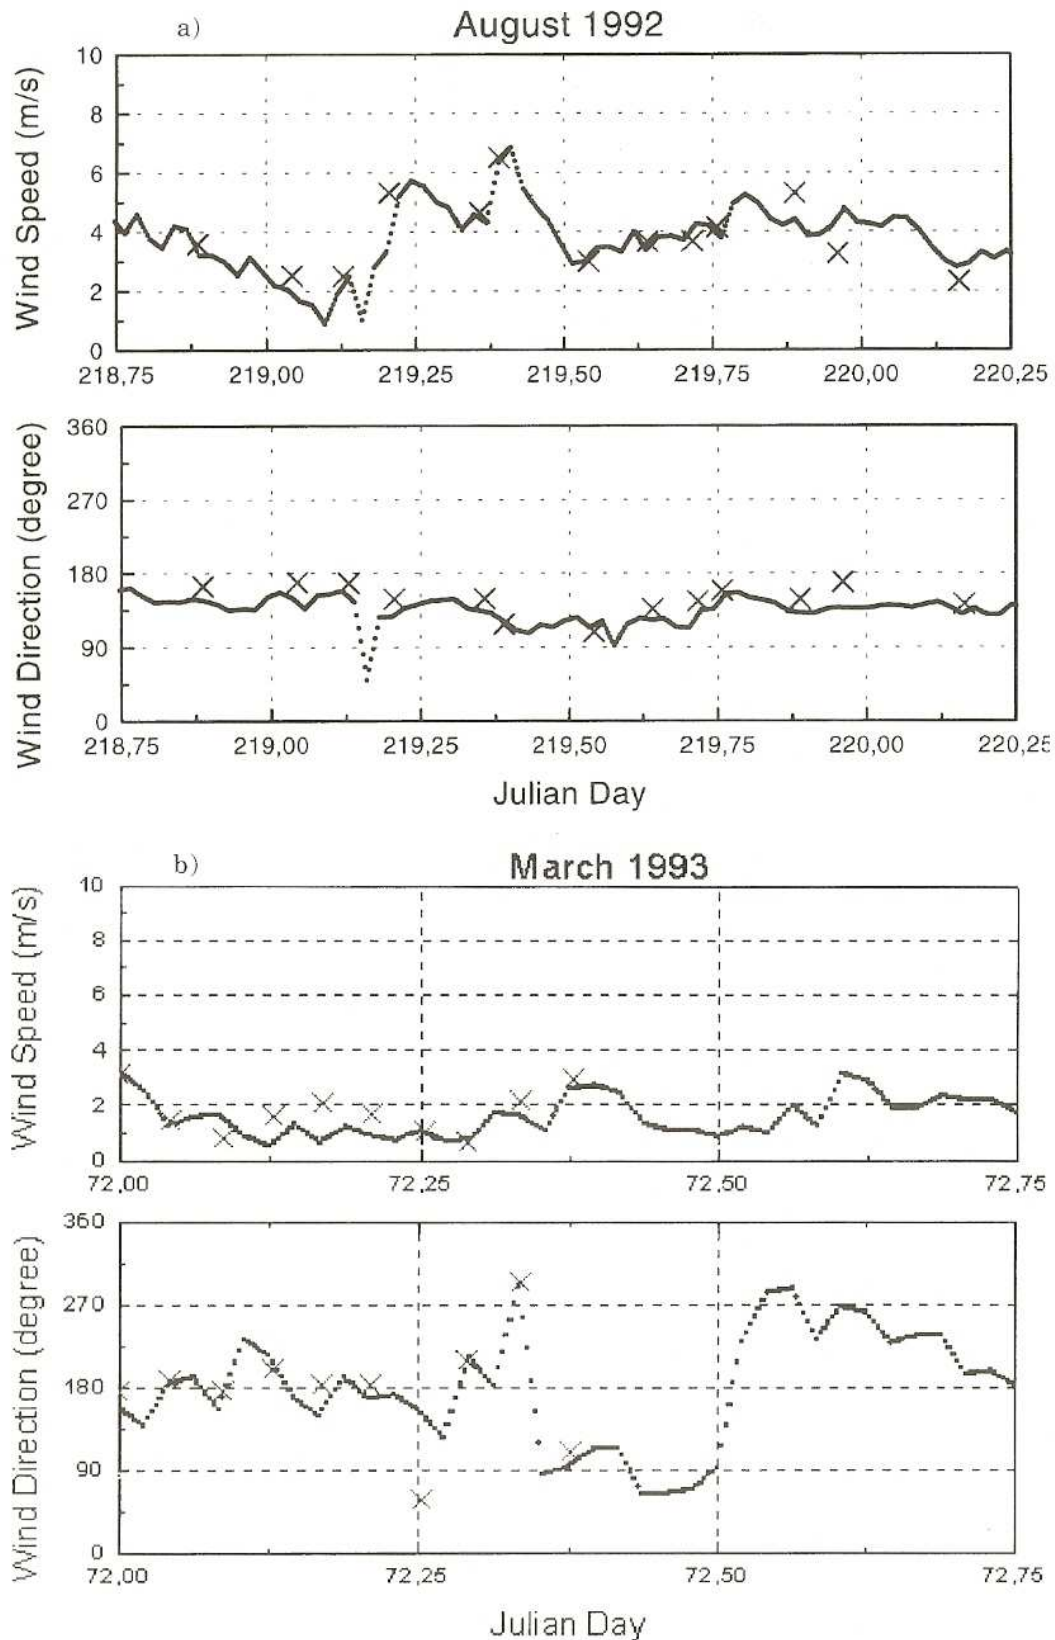 a)
August 1992
Wind Speed (m/s)
10
8
6
4
2
0
218,75 219,00 219,25 219,50 219,75 220,00 220,25
Wind Direction (degree)
360
270
180
90
0
218,75 219,00 219,25 219,50 219,75 220,00 220,25
Julian Day
b)
March 1993
Wind Speed (m/s)
10
8
6
4
2
0
72,00 72,25 72,50 72,75
Wind Direction (degree)
360
270
180
90
0
72,00 72,25 72,50 72,75
Julian Day